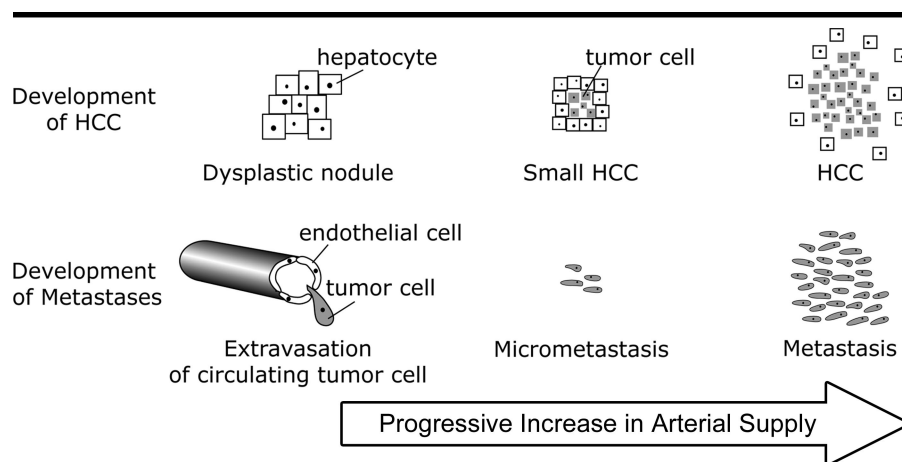 hepatocyte
tumor cell
Development
of HCC
Dysplastic nodule
Small HCC
HCC
endothelial cell
Development
of Metastases
tumor cell
Extravasation
of circulating tumor cell
Micrometastasis
Metastasis
Progressive Increase in Arterial Supply